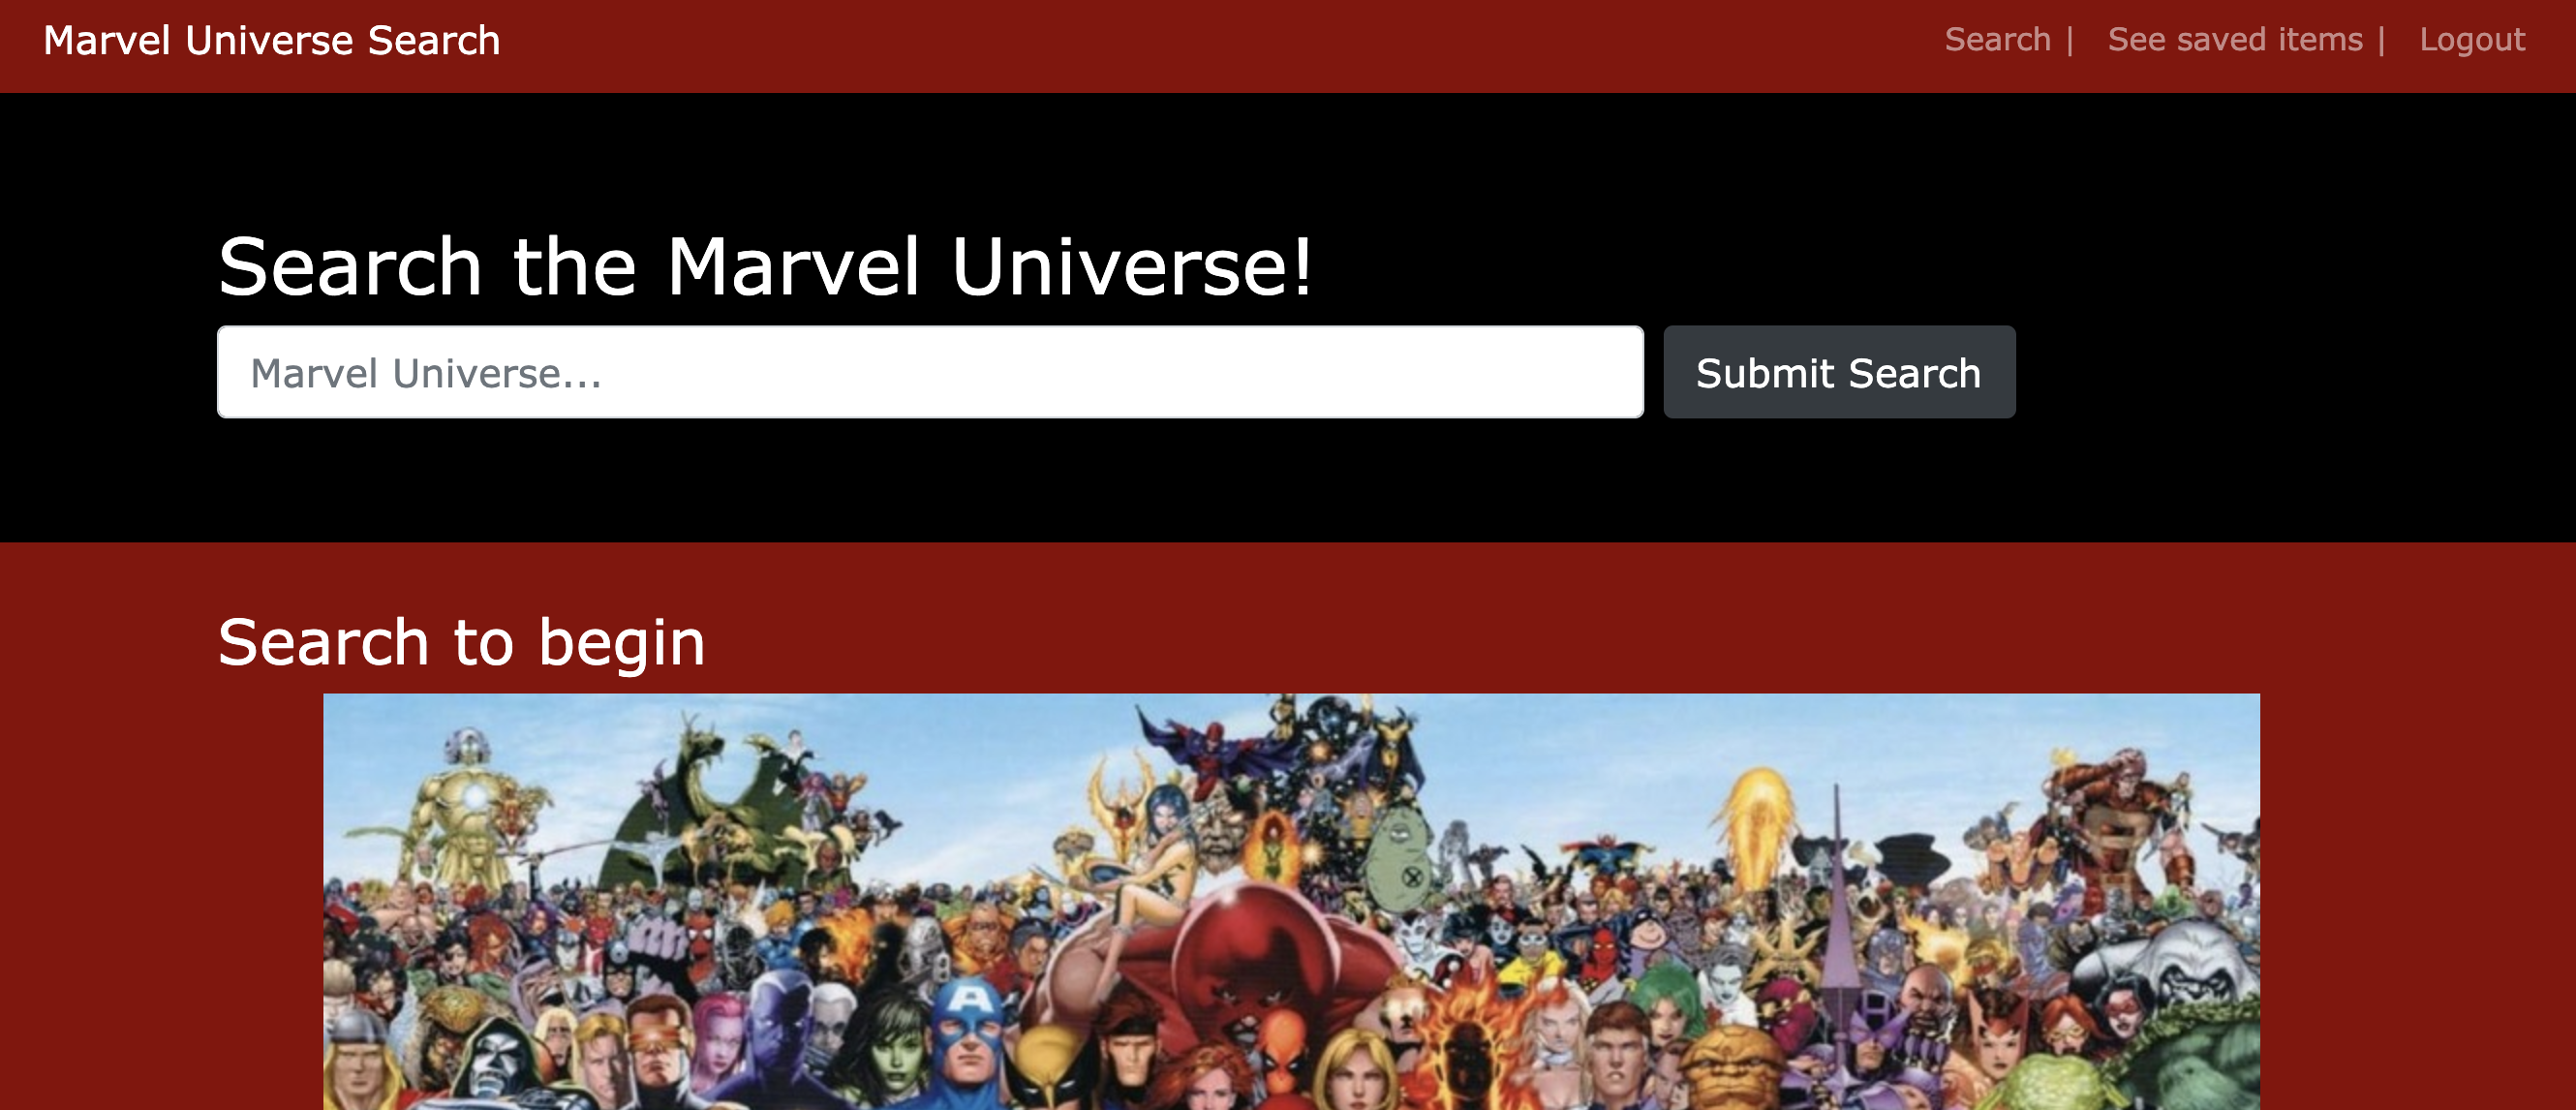 Marvel Universe Search
Search | See saved items | Logout
Search the Marvel Universe!
Marvel Universe...
Submit Search
Search to begin
A